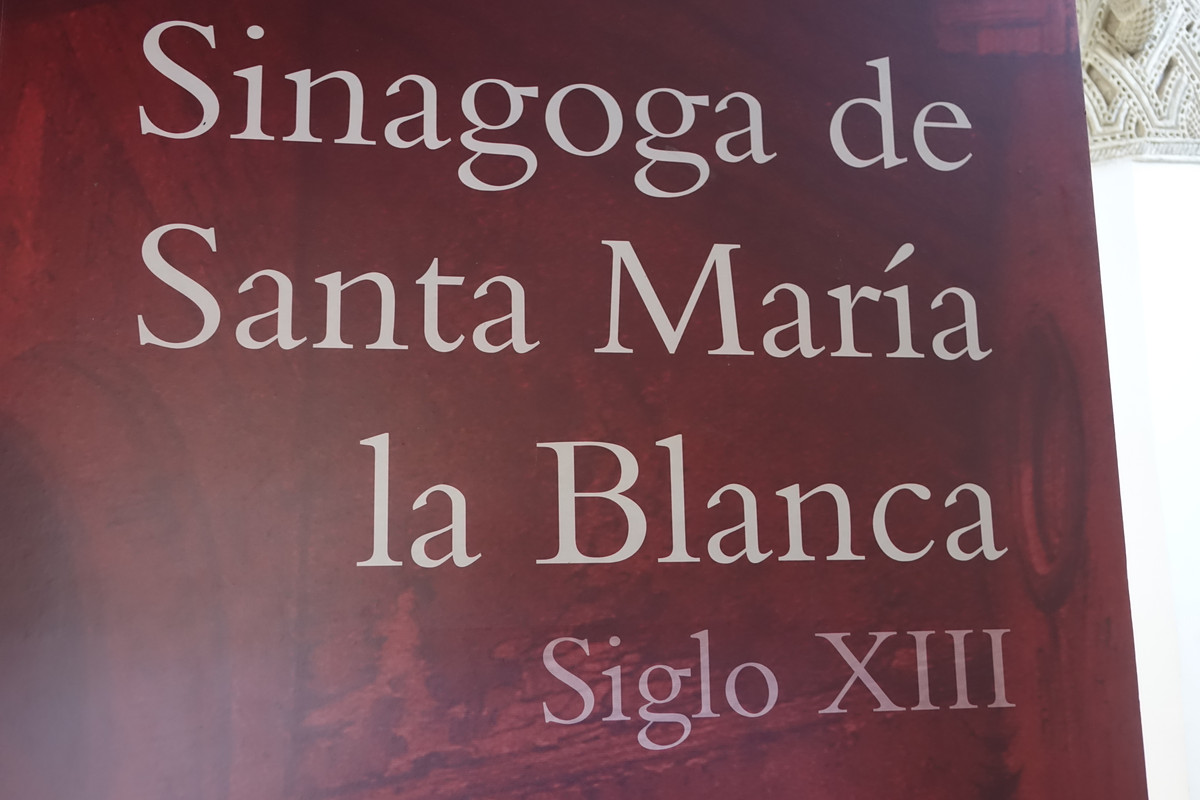 Sinagoga de
Santa María
la Blanca
Siglo XIII